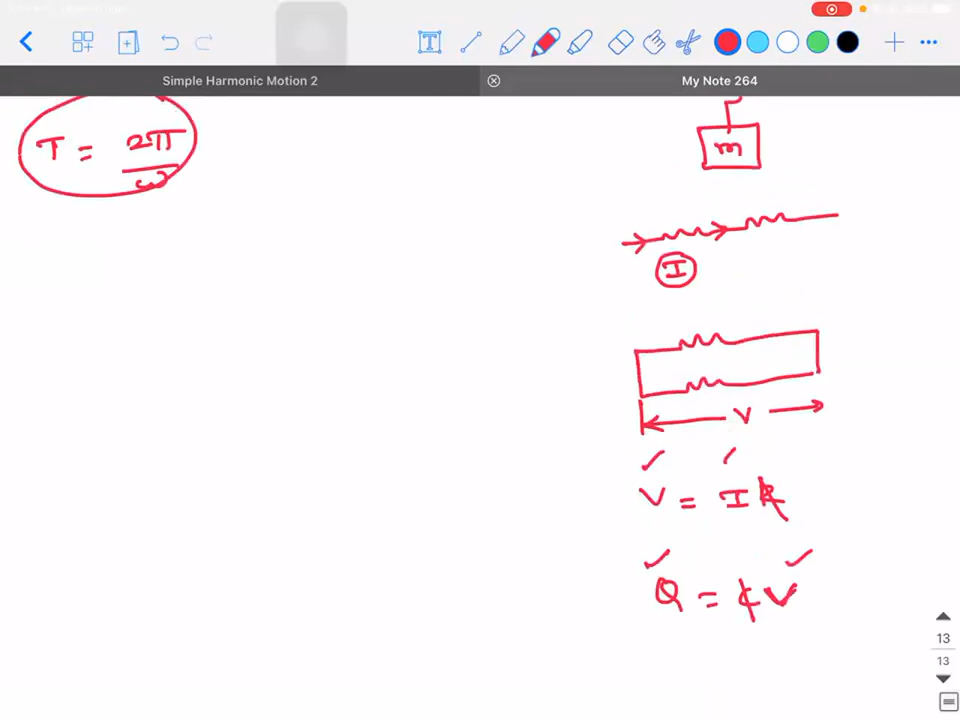 Simple Harmonic Motion 2
My Note 264
T = 2π/ω
m
I
V
V = IR
Q = CV
13
13